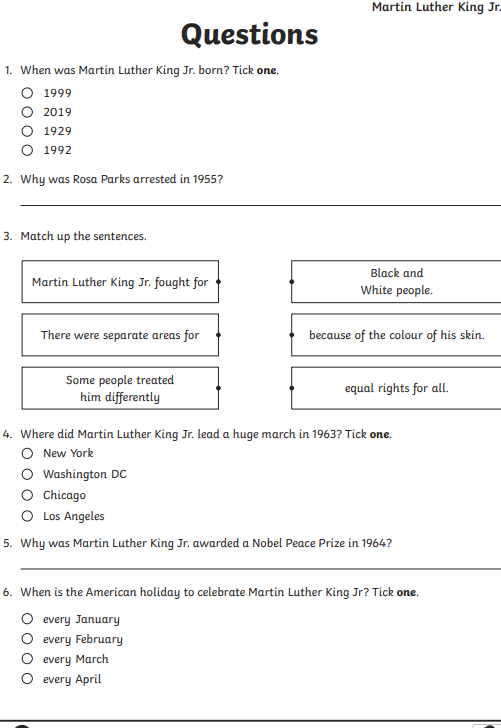 Martin Luther King Jr.
Questions
1. When was Martin Luther King Jr. born? Tick one.
1999
2019
1929
1992
2. Why was Rosa Parks arrested in 1955?
3. Match up the sentences.
Martin Luther King Jr. fought for
Black and
White people.
There were separate areas for
because of the colour of his skin.
Some people treated
him differently
equal rights for all.
4. Where did Martin Luther King Jr. lead a huge march in 1963? Tick one.
New York
Washington DC
Chicago
Los Angeles
5. Why was Martin Luther King Jr. awarded a Nobel Peace Prize in 1964?
6. When is the American holiday to celebrate Martin Luther King Jr? Tick one.
every January
every February
every March
every April